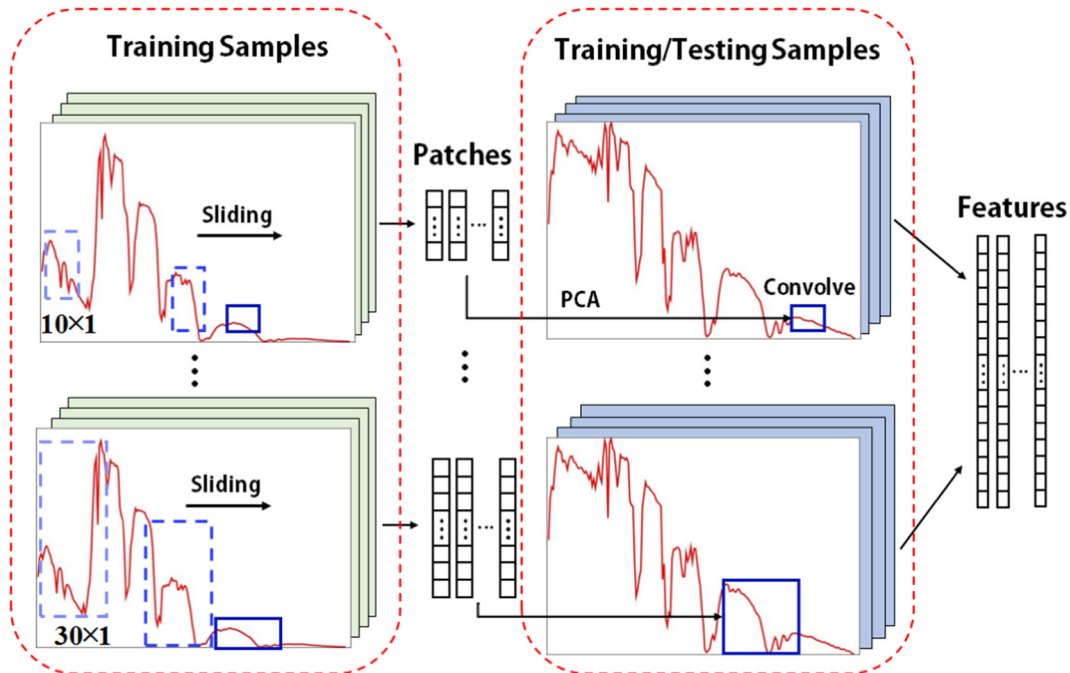 Training Samples
Training/Testing Samples
Patches
Features
Sliding
10×1
PCA
Convolve
Sliding
30×1